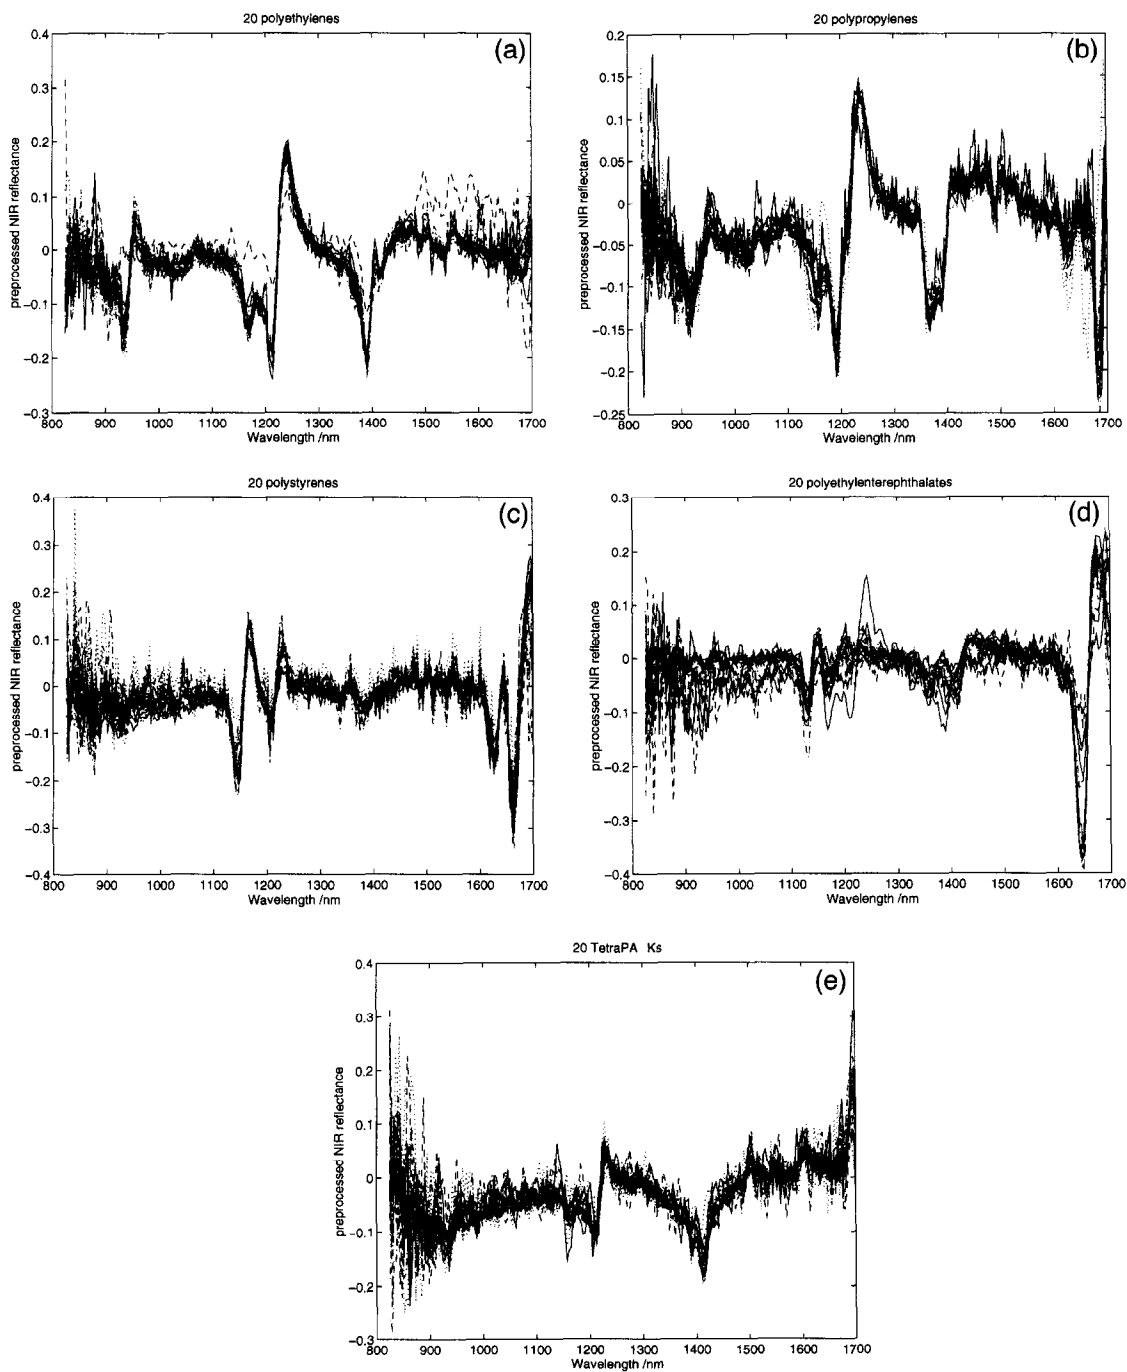 20 polyethylenes
(a)
preprocessed NIR reflectance
0.4
0.3
0.2
0.1
0
−0.1
−0.2
−0.3
800 900 1000 1100 1200 1300 1400 1500 1600 1700
Wavelength /nm
20 polypropylenes
(b)
preprocessed NIR reflectance
0.2
0.15
0.1
0.05
0
−0.05
−0.1
−0.15
−0.2
−0.25
800 900 1000 1100 1200 1300 1400 1500 1600 1700
Wavelength /nm
20 polystyrenes
(c)
preprocessed NIR reflectance
0.4
0.3
0.2
0.1
0
−0.1
−0.2
−0.3
−0.4
800 900 1000 1100 1200 1300 1400 1500 1600 1700
Wavelength /nm
20 polyethylenterephthalates
(d)
preprocessed NIR reflectance
0.3
0.2
0.1
0
−0.1
−0.2
−0.3
−0.4
800 900 1000 1100 1200 1300 1400 1500 1600 1700
Wavelength /nm
20 TetraPA Ks
(e)
preprocessed NIR reflectance
0.4
0.3
0.2
0.1
0
−0.1
−0.2
−0.3
800 900 1000 1100 1200 1300 1400 1500 1600 1700
Wavelength /nm